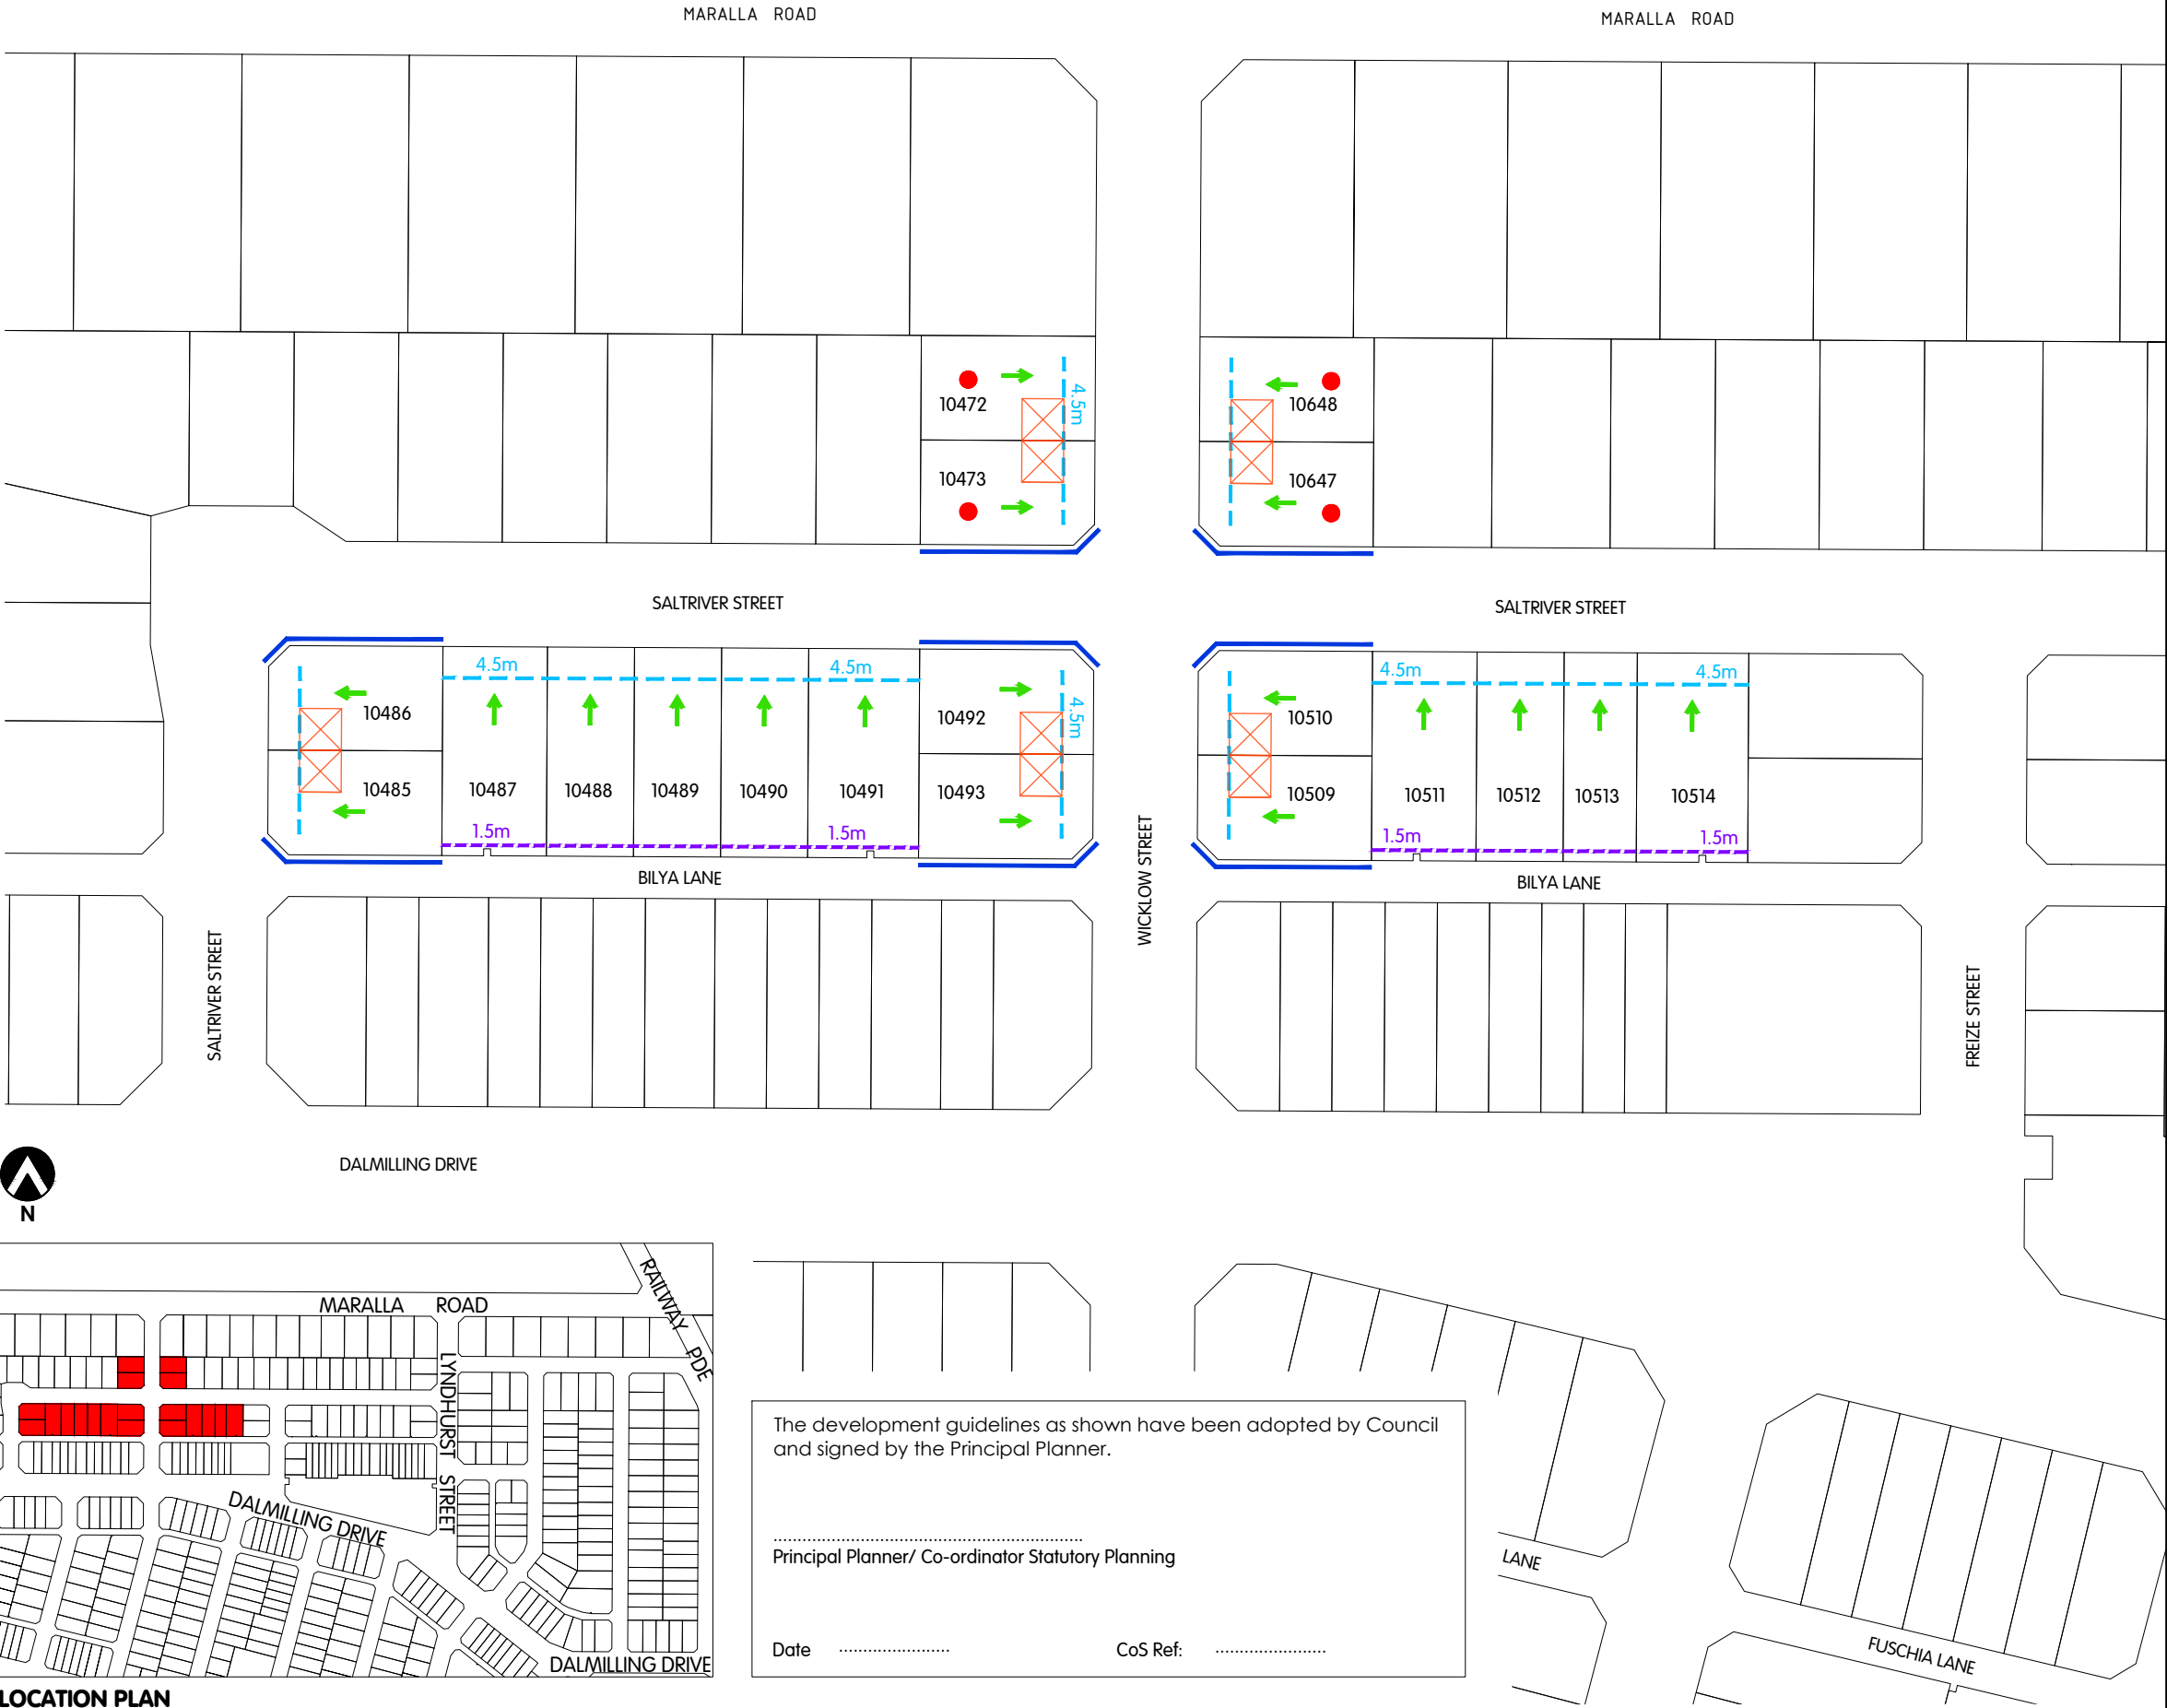 MARALLA ROAD
MARALLA ROAD
4.5m
10472
10648
10473
10647
SALTRIVER STREET
SALTRIVER STREET
4.5m
4.5m
4.5m
4.5m
4.5m
10486
10492
10510
10485
10487
10488
10489
10490
10491
10493
10509
10511
10512
10513
10514
1.5m
1.5m
1.5m
1.5m
BILYA LANE
BILYA LANE
WICKLOW STREET
SALTRIVER STREET
FREIZE STREET
DALMILLING DRIVE
N
RAILWAY PDE
MARALLA ROAD
LYNDHURST STREET
DALMILLING DRIVE
DALMILLING DRIVE
LOCATION PLAN
The development guidelines as shown have been adopted by Council
and signed by the Principal Planner.
Principal Planner/ Co-ordinator Statutory Planning
Date ........................ CoS Ref: ........................
LANE
FUSCHIA LANE